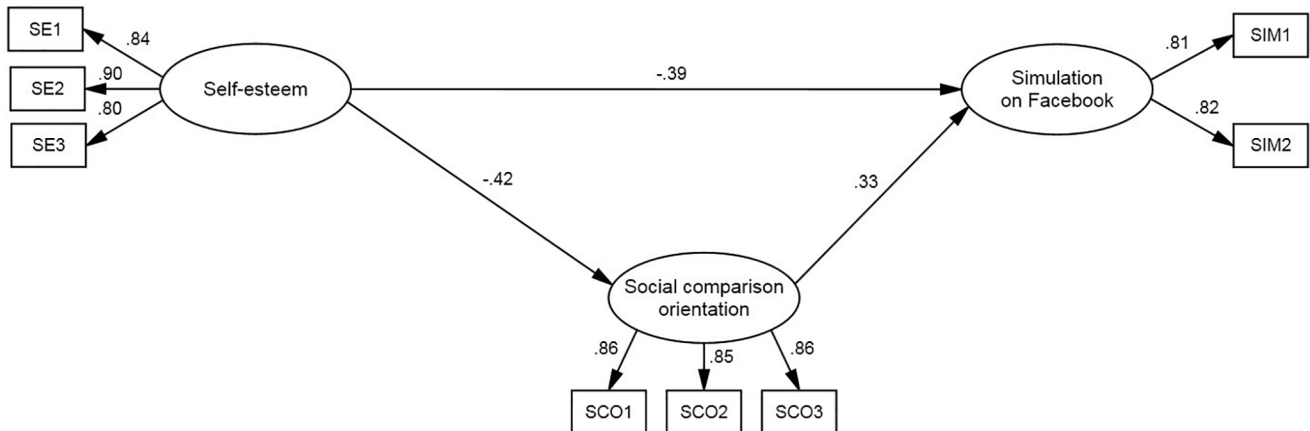 SE1
.84
SE2
.90
SE3
.80
Self-esteem
-.39
Simulation
on Facebook
.81
SIM1
.82
SIM2
-.42
.33
Social comparison
orientation
.86
.85
.86
SCO1
SCO2
SCO3